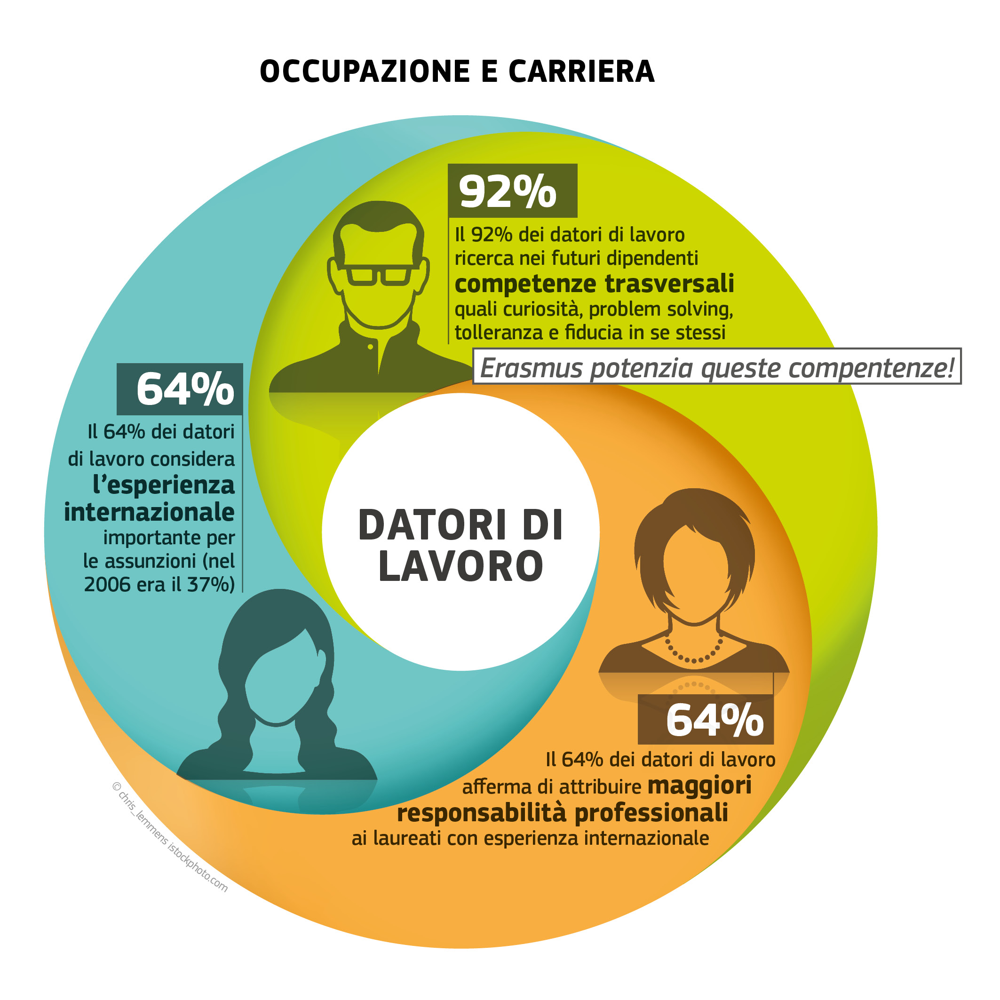 OCCUPAZIONE E CARRIERA
92%
Il 92% dei datori di lavoro
ricerca nei futuri dipendenti
competenze trasversali
quali curiosità, problem solving,
tolleranza e fiducia in se stessi
Erasmus potenzia queste compentenze!
64%
Il 64% dei datori
di lavoro considera
l’esperienza
internazionale
importante per
le assunzioni (nel
2006 era il 37%)
DATORI DI
LAVORO
64%
Il 64% dei datori di lavoro
afferma di attribuire maggiori
responsabilità professionali
ai laureati con esperienza internazionale
© chris_lemmens istockphoto.com